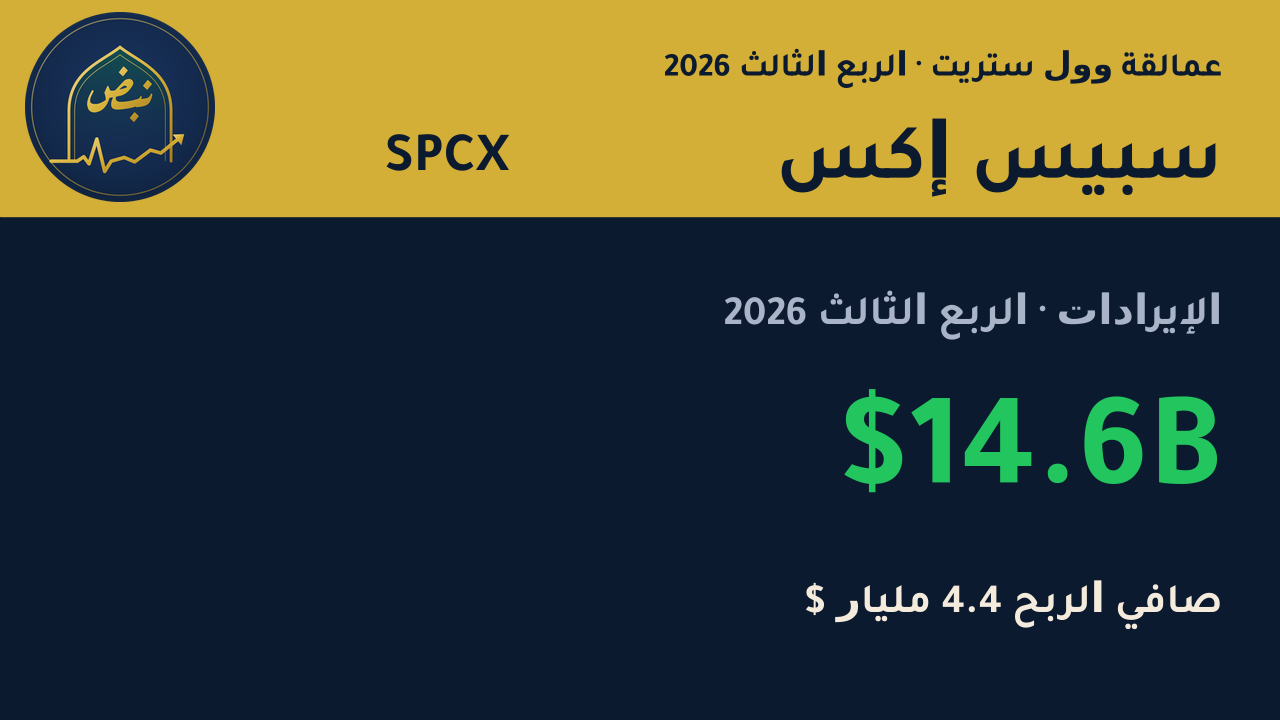 نبض
عمالقة وول ستريت · الربع الثالث 2026
سبيس إكس
SPCX
الإيرادات · الربع الثالث 2026
$14.6B
صافي الربح 4.4 مليار $